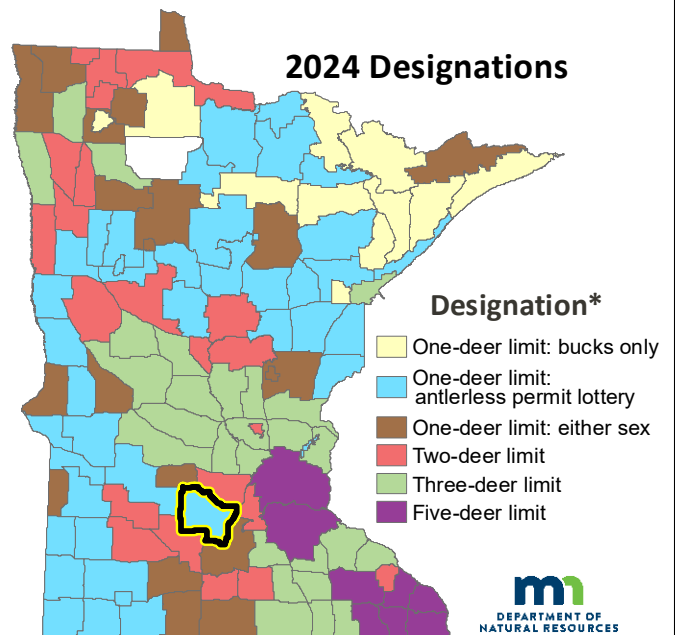 2024 Designations
Designation*
One-deer limit: bucks only
One-deer limit:
antlerless permit lottery
One-deer limit: either sex
Two-deer limit
Three-deer limit
Five-deer limit
mn
DEPARTMENT OF
NATURAL RESOURCES